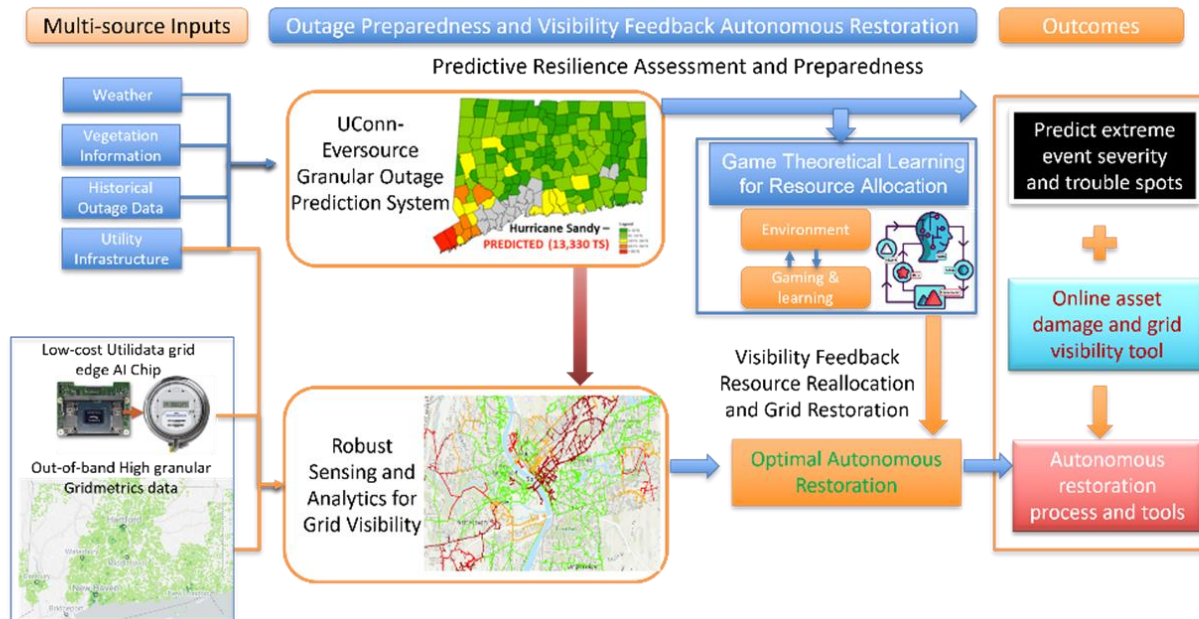 Multi-source Inputs
Outage Preparedness and Visibility Feedback Autonomous Restoration
Outcomes
Predictive Resilience Assessment and Preparedness
Weather
Vegetation
Information
Historical
Outage Data
Utility
Infrastructure
UConn-
Eversource
Granular Outage
Prediction System
Hurricane Sandy –
PREDICTED (13,330 TS)
Legend
Game Theoretical Learning
for Resource Allocation
Environment
Gaming &
learning
Predict extreme
event severity
and trouble spots
Online asset
damage and grid
visibility tool
Low-cost Utilidata grid
edge AI Chip
Out-of-band High granular
Gridmetrics data
Hartford
Waterbury
New Haven
Bridgeport
Robust
Sensing and
Analytics for
Grid Visibility
Visibility Feedback
Resource Reallocation
and Grid Restoration
Optimal Autonomous
Restoration
Autonomous
restoration
process and tools